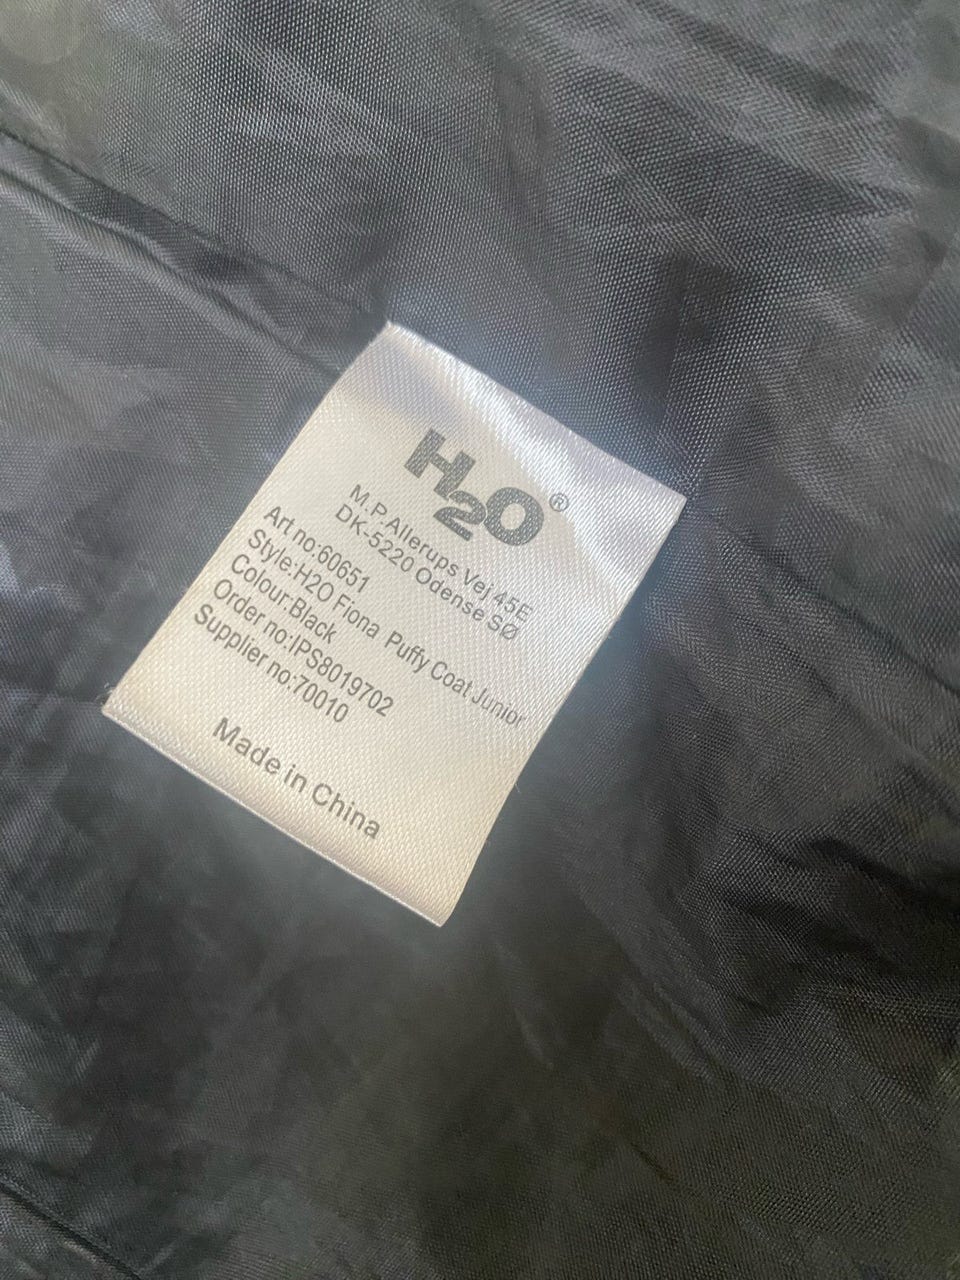 H2O®
M.P.Allerups Vej 45E
DK-5220 Odense SØ
Art no:60651
Style:H2O Fiona Puffy Coat Junior
Colour:Black
Order no:IPS8019702
Supplier no:70010
Made in China